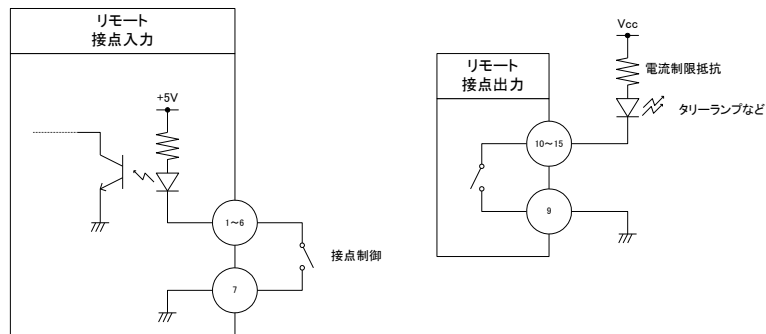 リモート
接点入力
+5V
1～6
7
接点制御
リモート
接点出力
Vcc
電流制限抵抗
タリーランプなど
10～15
9